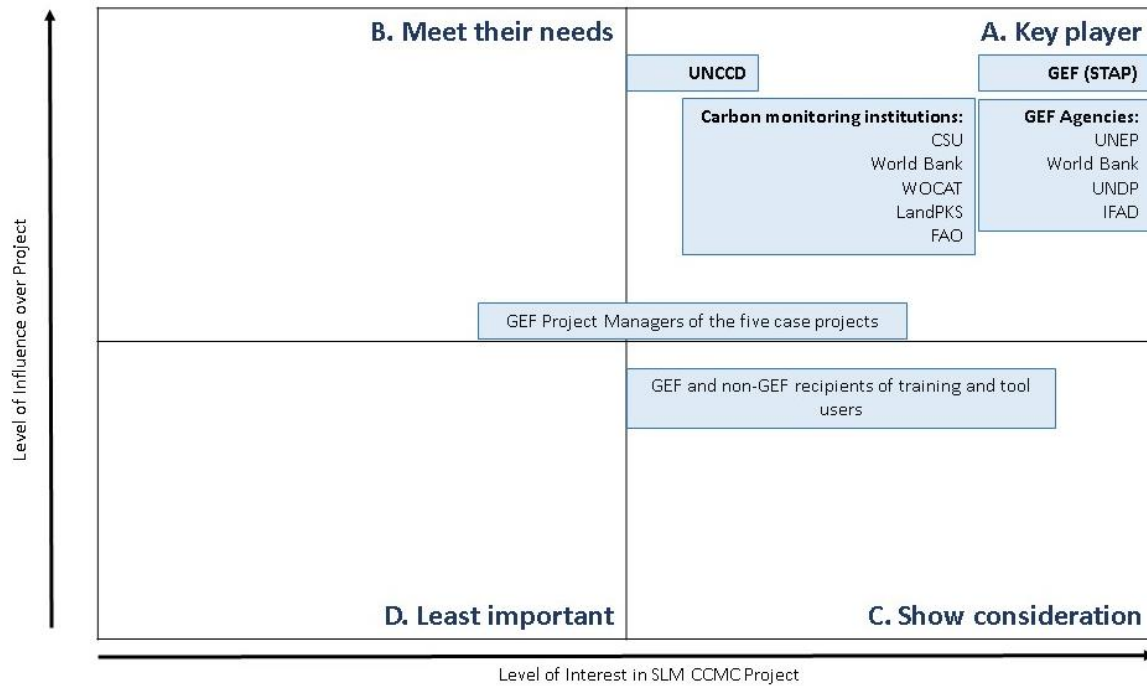 B. Meet their needs
A. Key player
UNCCD
GEF (STAP)
Carbon monitoring institutions:
CSU
World Bank
WOCAT
LandPKS
FAO
GEF Agencies:
UNEP
World Bank
UNDP
IFAD
GEF Project Managers of the five case projects
GEF and non-GEF recipients of training and tool
users
D. Least important
C. Show consideration
Level of Influence over Project
Level of Interest in SLM CCMC Project